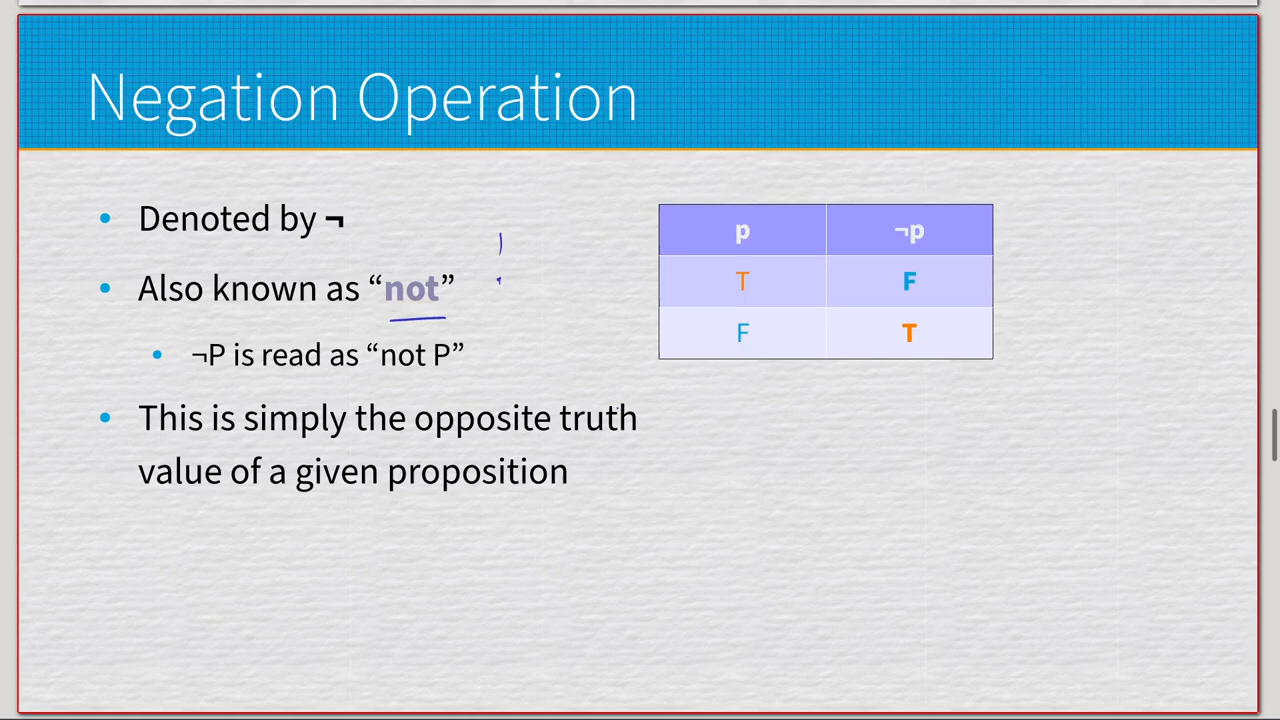 Negation Operation
• Denoted by ¬
• Also known as “not”
• ¬P is read as “not P”
• This is simply the opposite truth
value of a given proposition
p ¬p
T F
F T